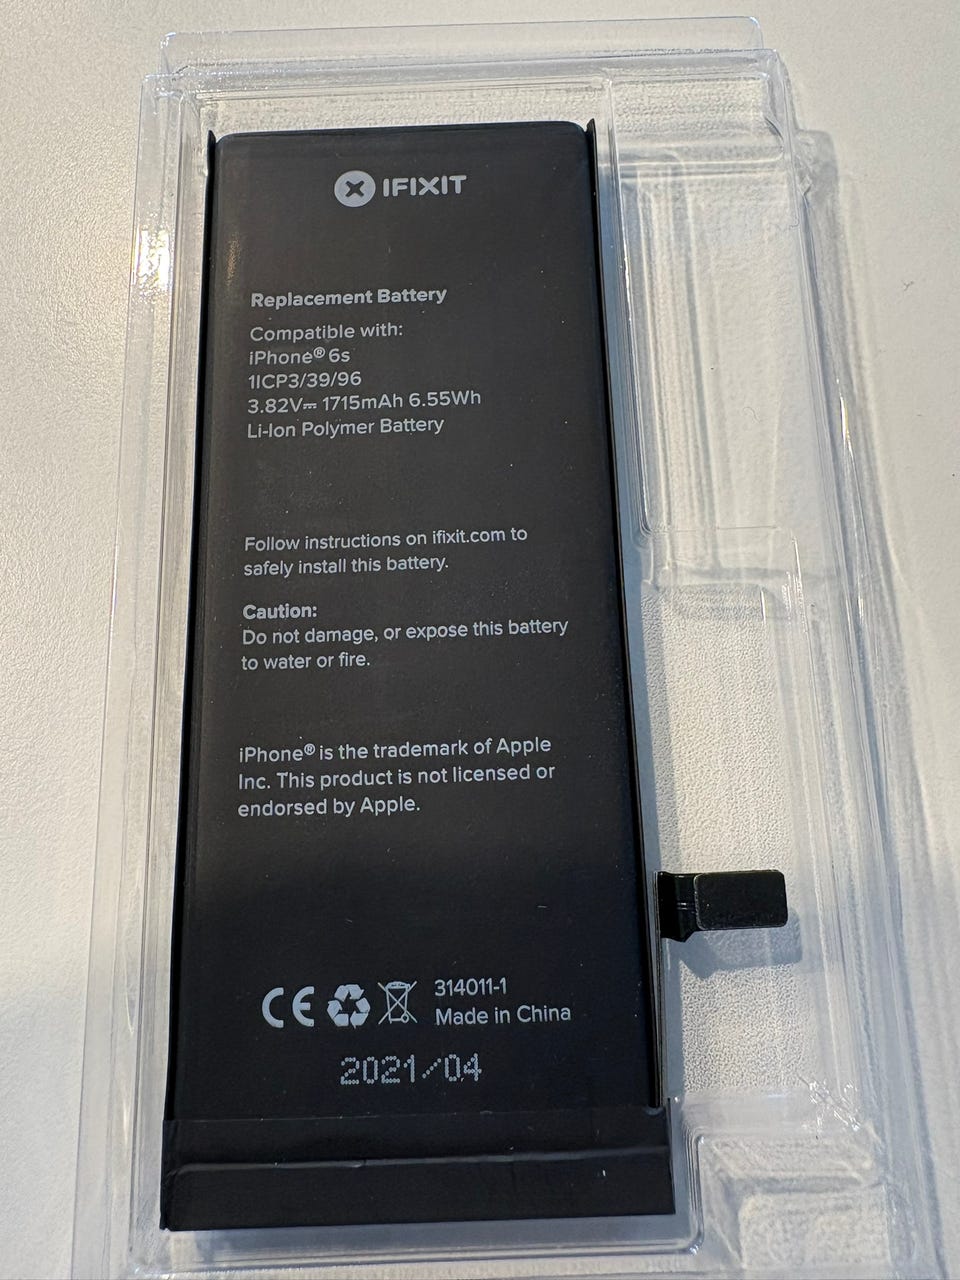 IFIXIT
Replacement Battery
Compatible with:
iPhone® 6s
1ICP3/39/96
3.82V⎓ 1715mAh 6.55Wh
Li-Ion Polymer Battery
Follow instructions on ifixit.com to
safely install this battery.
Caution:
Do not damage, or expose this battery
to water or fire.
iPhone® is the trademark of Apple
Inc. This product is not licensed or
endorsed by Apple.
CE 314011-1
Made in China
2021/04